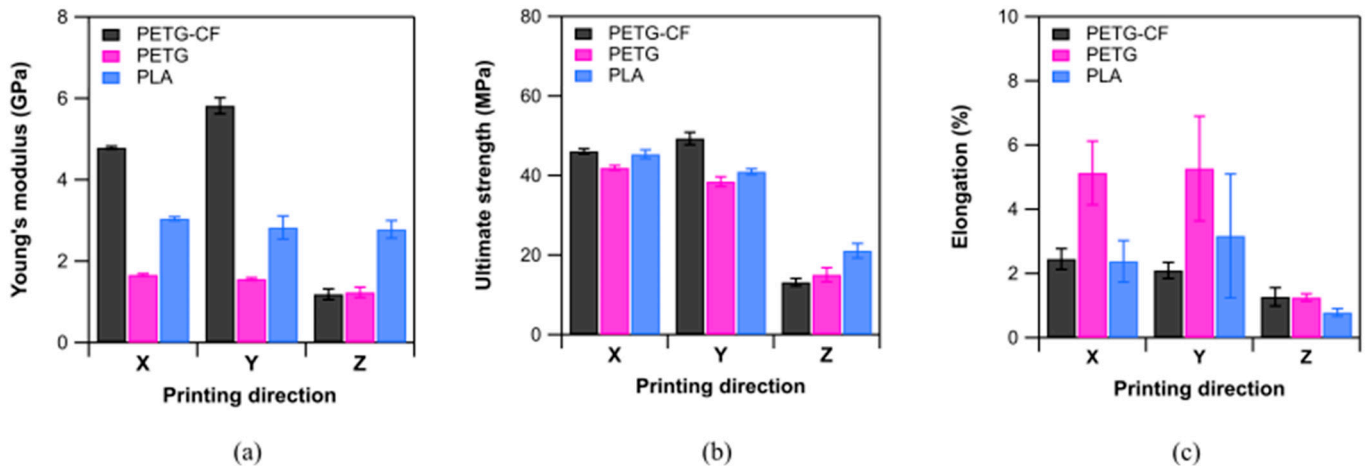 8
6
4
2
0
Young's modulus (GPa)
PETG-CF
PETG
PLA
X Y Z
Printing direction
(a)
80
60
40
20
0
Ultimate strength (MPa)
PETG-CF
PETG
PLA
X Y Z
Printing direction
(b)
10
8
6
4
2
0
Elongation (%)
PETG-CF
PETG
PLA
X Y Z
Printing direction
(c)